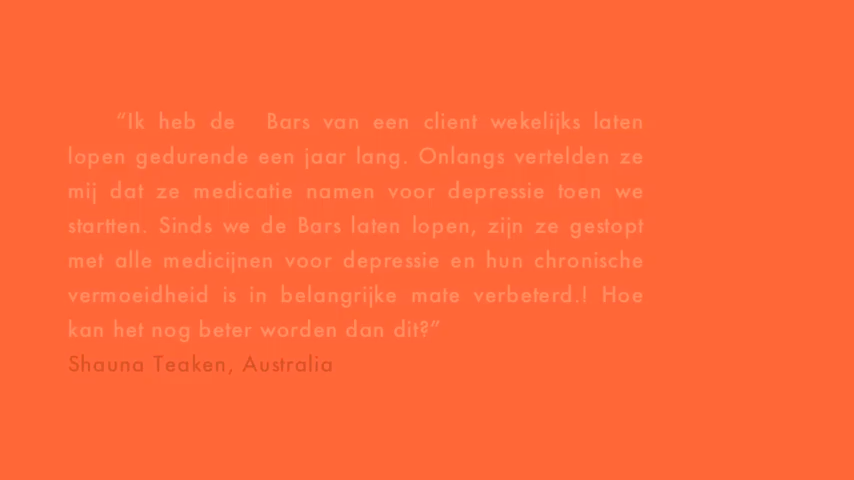 “Ik heb de Bars van een client wekelijks laten
lopen gedurende een jaar lang. Onlangs vertelden ze
mij dat ze medicatie namen voor depressie toen we
startten. Sinds we de Bars laten lopen, zijn ze gestopt
met alle medicijnen voor depressie en hun chronische
vermoeidheid is in belangrijke mate verbeterd.! Hoe
kan het nog beter worden dan dit?”
Shauna Teaken, Australia